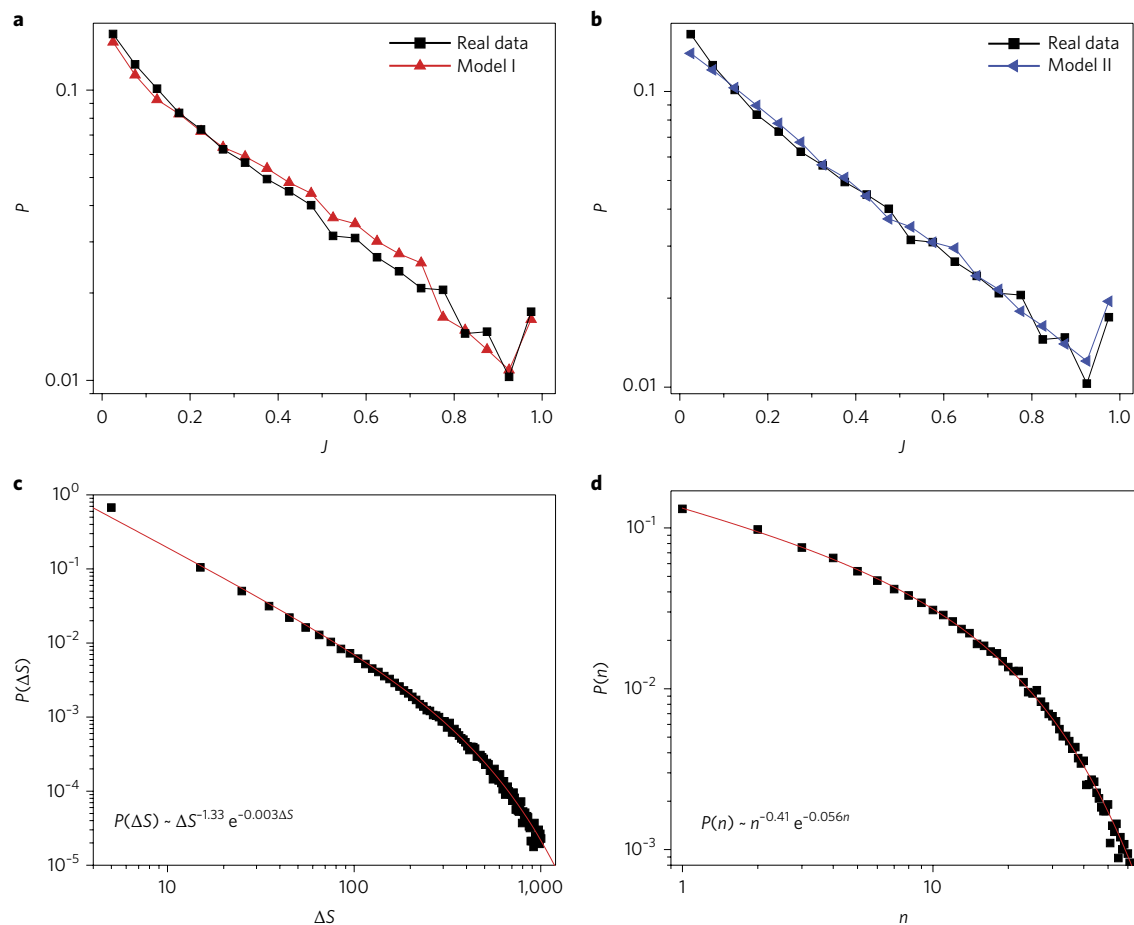 a
b
Real data
Model I
Real data
Model II
0.1
0.01
P
0
0.2
0.4
0.6
0.8
1.0
J
0.1
0.01
P
0
0.2
0.4
0.6
0.8
1.0
J
c
d
10⁰
10⁻¹
10⁻²
10⁻³
10⁻⁴
10⁻⁵
P(ΔS)
P(ΔS) ~ ΔS⁻¹·³³ e⁻⁰·⁰⁰³ΔS
10
100
1,000
ΔS
10⁻¹
10⁻²
10⁻³
P(n)
P(n) ~ n⁻⁰·⁴¹ e⁻⁰·⁰⁵⁶ⁿ
1
10
n